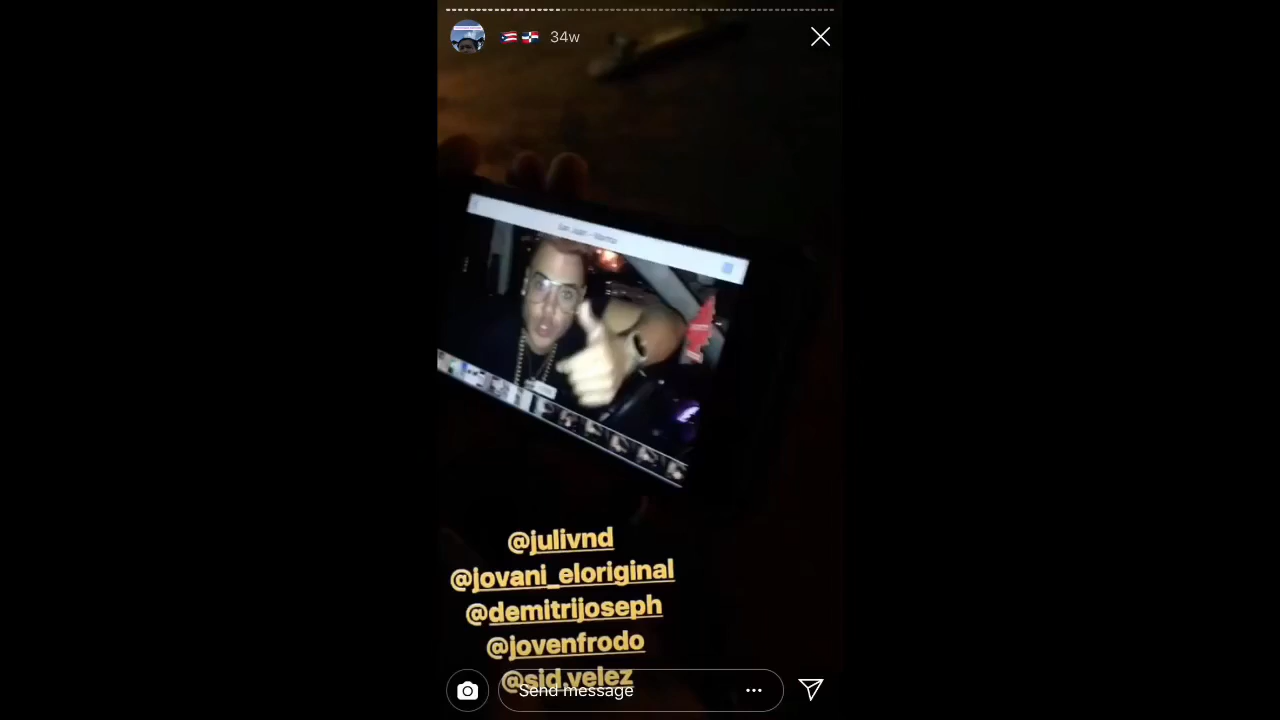 34w
@julivnd
@jovani_eloriginal
@demitrijoseph
@jovenfrodo
@sid.velez
Send message